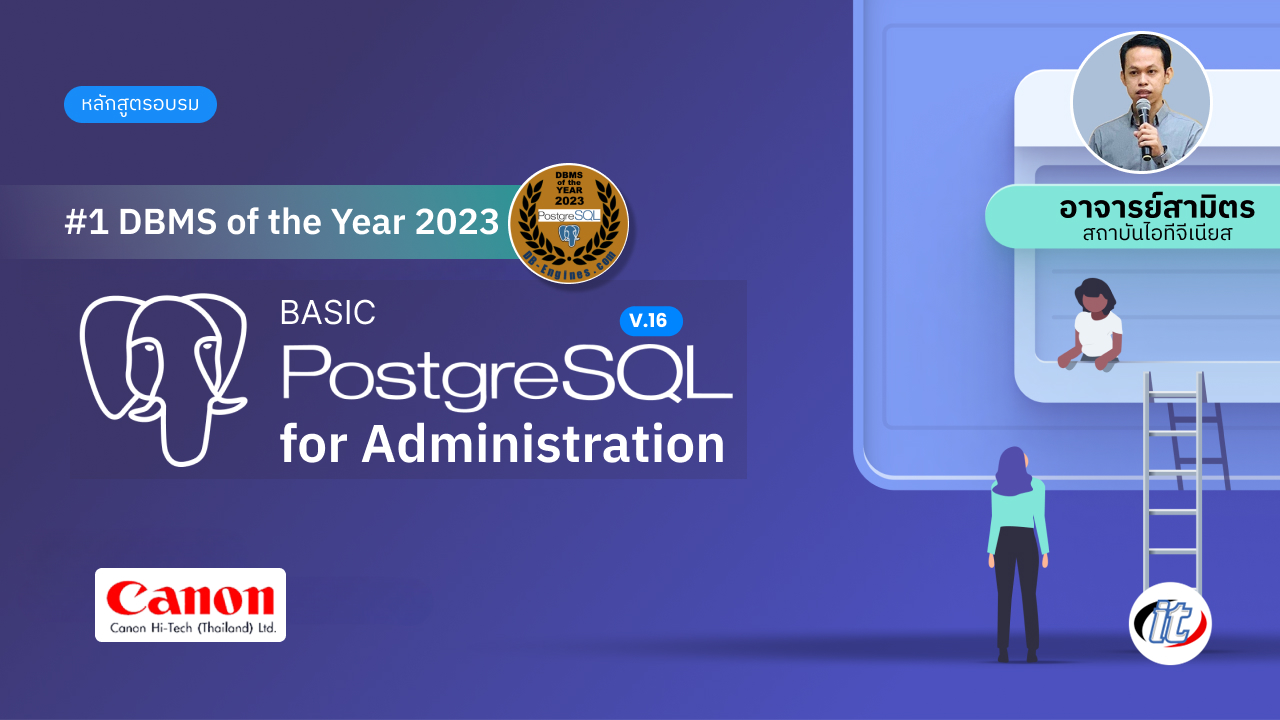 หลักสูตรอบรม
#1 DBMS of the Year 2023
DBMS
of the
YEAR
2023
PostgreSQL
DB-Engines.com
BASIC
V.16
PostgreSQL
for Administration
อาจารย์สามิตร
สถาบันไอทีจีเนียส
Canon
Canon Hi-Tech (Thailand) Ltd.
it